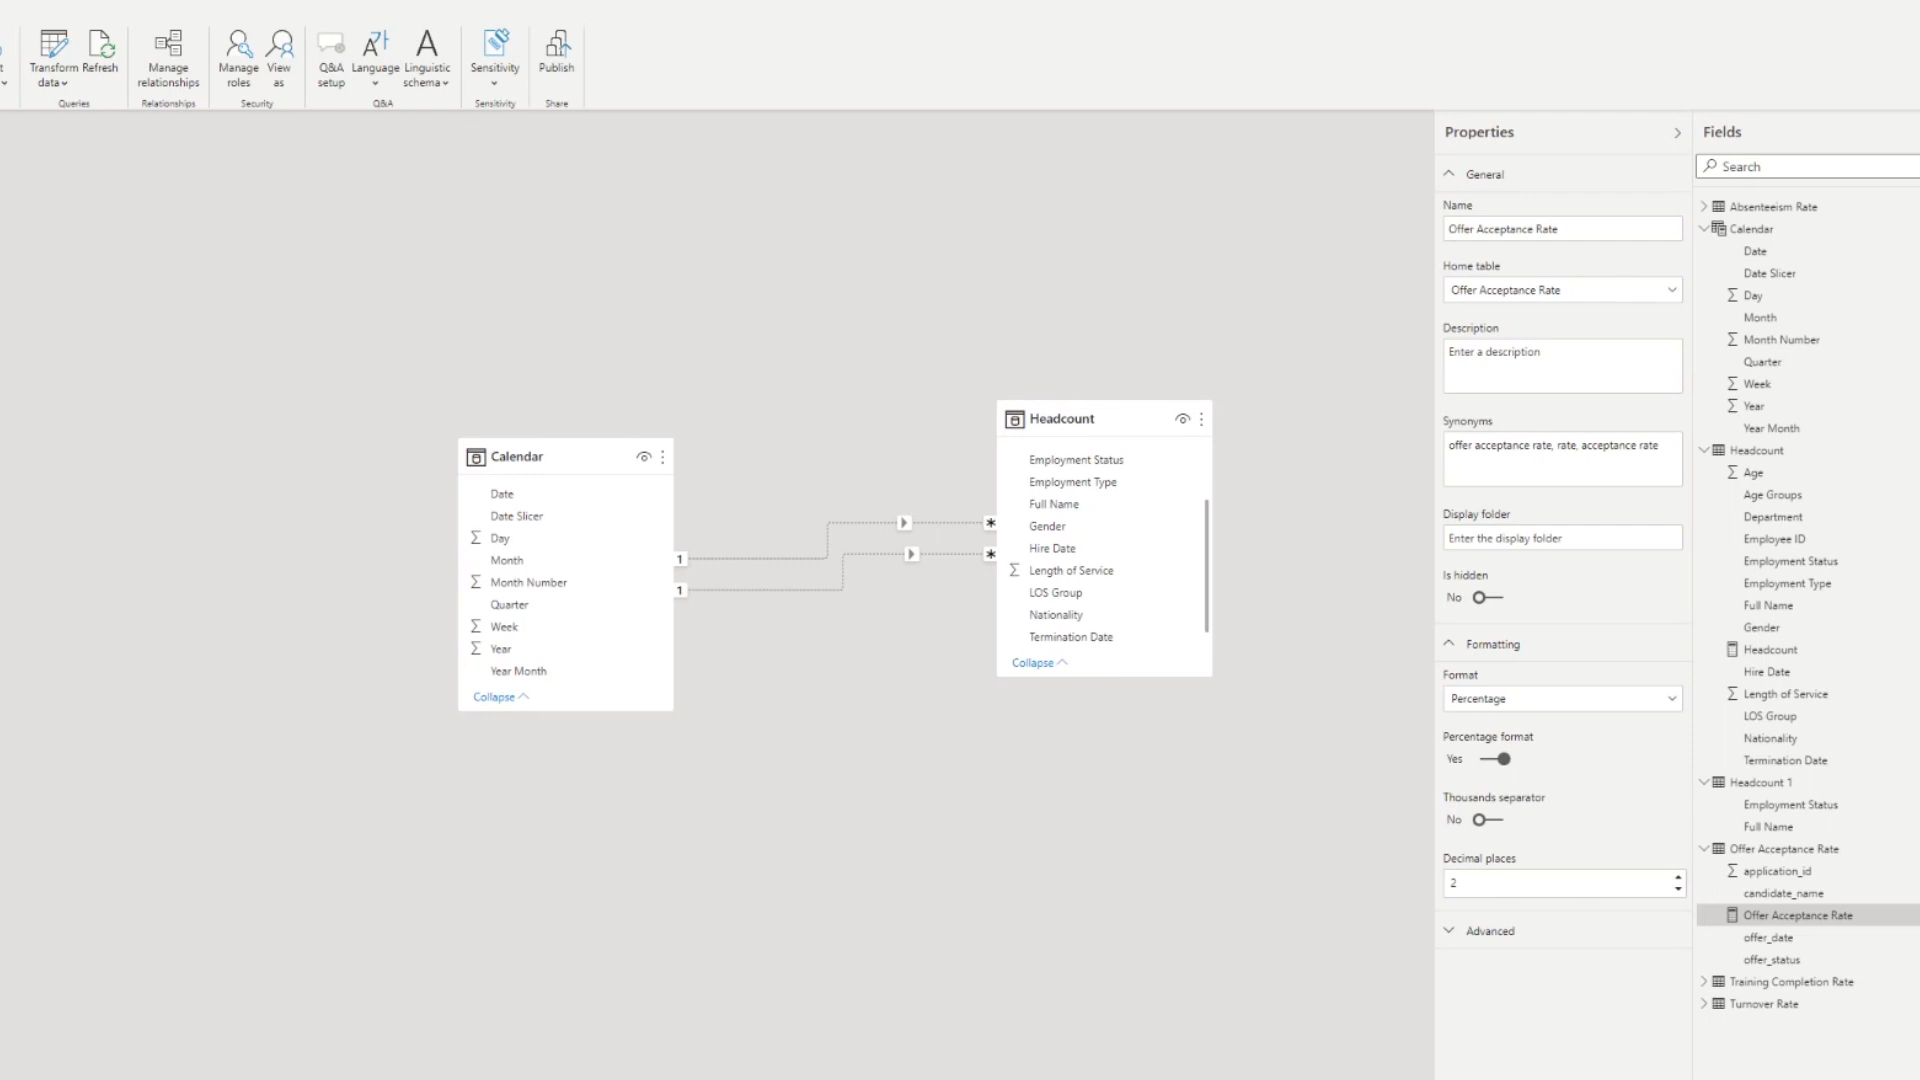 t
Transform data
Refresh
Queries
Manage relationships
Relationships
Manage roles
View as
Security
Q&A setup
Language
Linguistic schema
Q&A
Sensitivity
Sensitivity
Publish
Share
Calendar
Date
Date Slicer
Day
Month
Month Number
Quarter
Week
Year
Year Month
Collapse
1
1
*
*
Headcount
Employment Status
Employment Type
Full Name
Gender
Hire Date
Length of Service
LOS Group
Nationality
Termination Date
Collapse
Properties
General
Name
Offer Acceptance Rate
Home table
Offer Acceptance Rate
Description
Enter a description
Synonyms
offer acceptance rate, rate, acceptance rate
Display folder
Enter the display folder
Is hidden
No
Formatting
Format
Percentage
Percentage format
Yes
Thousands separator
No
Decimal places
2
Advanced
Fields
Search
Absenteeism Rate
Calendar
Date
Date Slicer
Day
Month
Month Number
Quarter
Week
Year
Year Month
Headcount
Age
Age Groups
Department
Employee ID
Employment Status
Employment Type
Full Name
Gender
Headcount
Hire Date
Length of Service
LOS Group
Nationality
Termination Date
Headcount 1
Employment Status
Full Name
Offer Acceptance Rate
application_id
candidate_name
Offer Acceptance Rate
offer_date
offer_status
Training Completion Rate
Turnover Rate